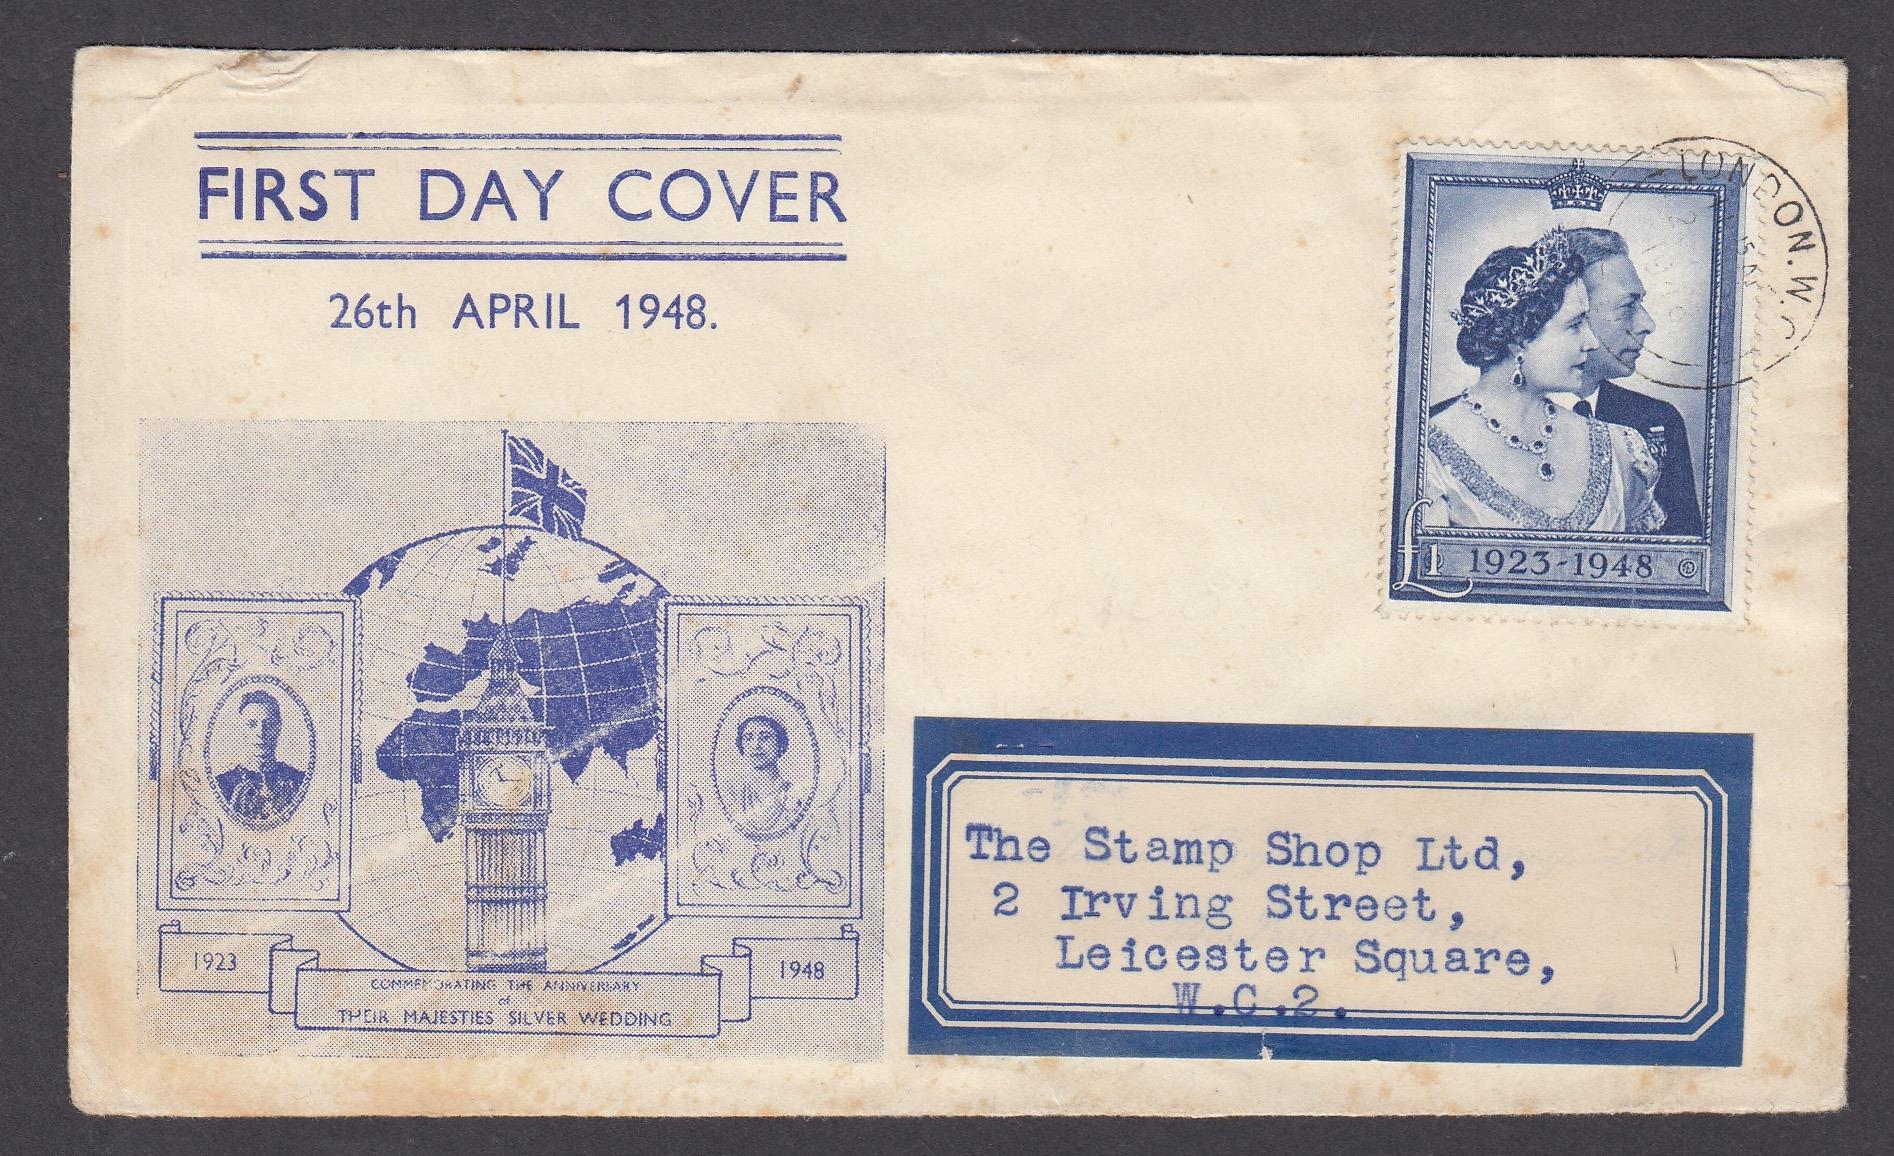 FIRST DAY COVER
26th APRIL 1948.
LONDON. W.C
£1 1923-1948
1923
1948
COMMEMORATING THE ANNIVERSARY
of
THEIR MAJESTIES SILVER WEDDING
The Stamp Shop Ltd,
2 Irving Street,
Leicester Square,
W.C.2.